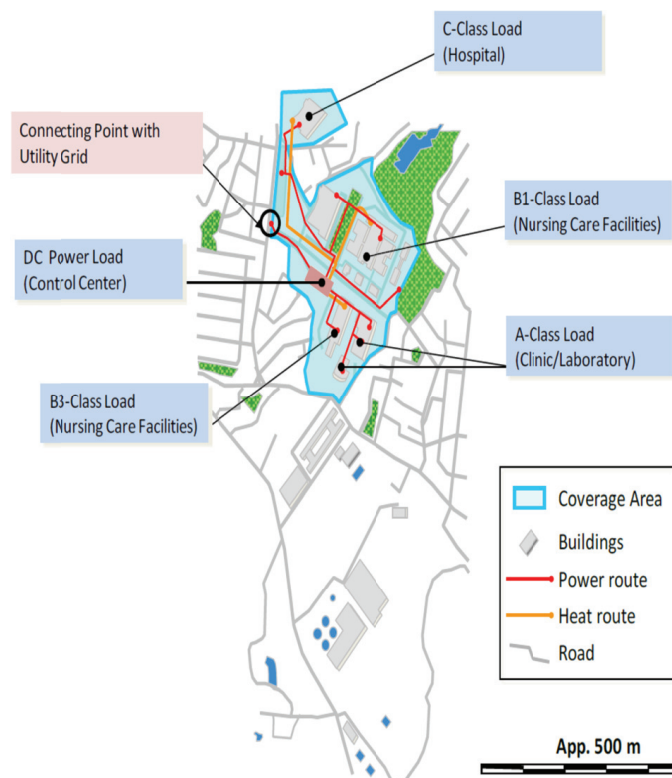 C-Class Load
(Hospital)
Connecting Point with
Utility Grid
B1-Class Load
(Nursing Care Facilities)
DC Power Load
(Control Center)
A-Class Load
(Clinic/Laboratory)
B3-Class Load
(Nursing Care Facilities)
Coverage Area
Buildings
Power route
Heat route
Road
App. 500 m